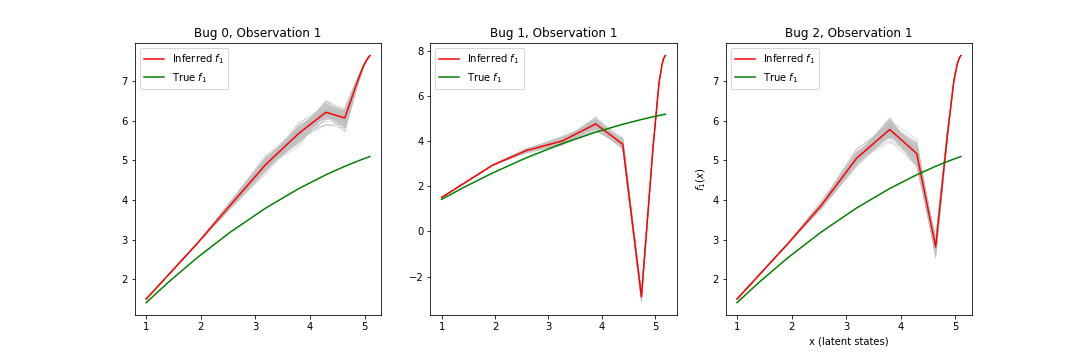 Bug 0, Observation 1
Inferred f₁
True f₁
7
6
5
4
3
2
1 2 3 4 5
Bug 1, Observation 1
Inferred f₁
True f₁
8
6
4
2
0
−2
1 2 3 4 5
Bug 2, Observation 1
Inferred f₁
True f₁
f₁(x)
7
6
5
4
3
2
1 2 3 4 5
x (latent states)